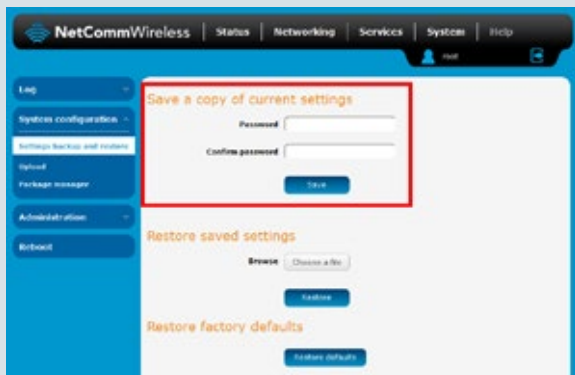 NetCommWireless Status Networking Services System Help
root
Log
System configuration
Settings backup and restore
Upload
Package manager
Administration
Reboot
Save a copy of current settings
Password
Confirm password
Save
Restore saved settings
Browse Choose a file
Restore
Restore factory defaults
Restore defaults